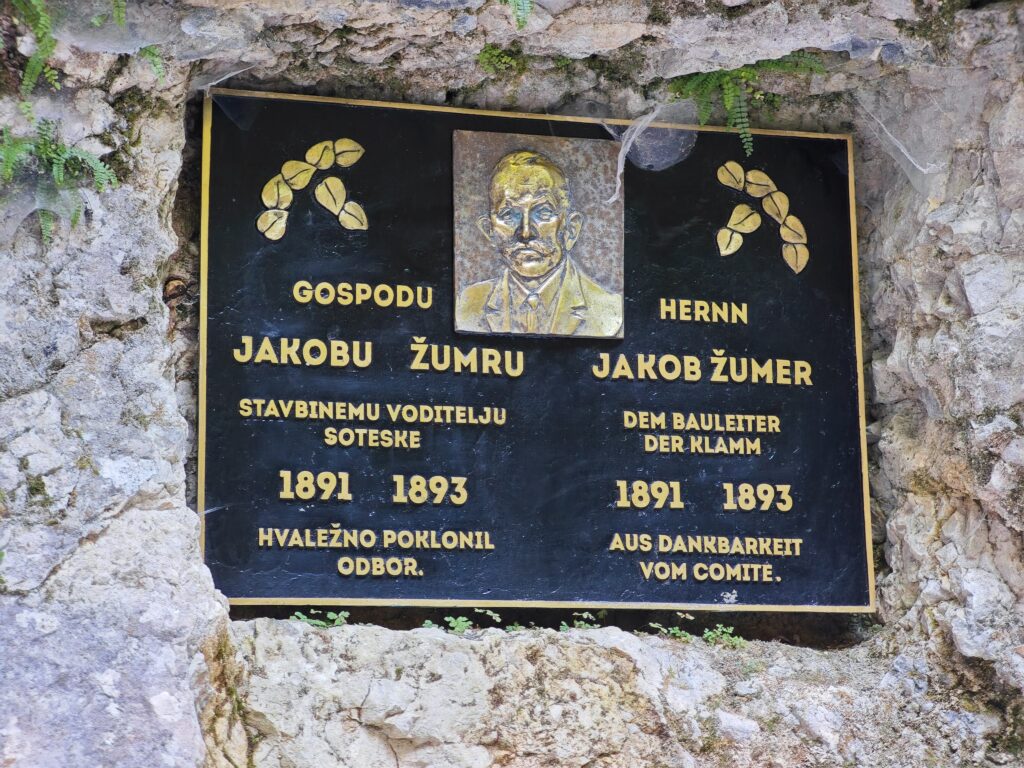 GOSPODU
JAKOBU ŽUMRU
STAVBINEMU VODITELJU
SOTESKE
1891 1893
HVALEŽNO POKLONIL
ODBOR.
HERNN
JAKOB ŽUMER
DEM BAULEITER
DER KLAMM
1891 1893
AUS DANKBARKEIT
VOM COMITE.